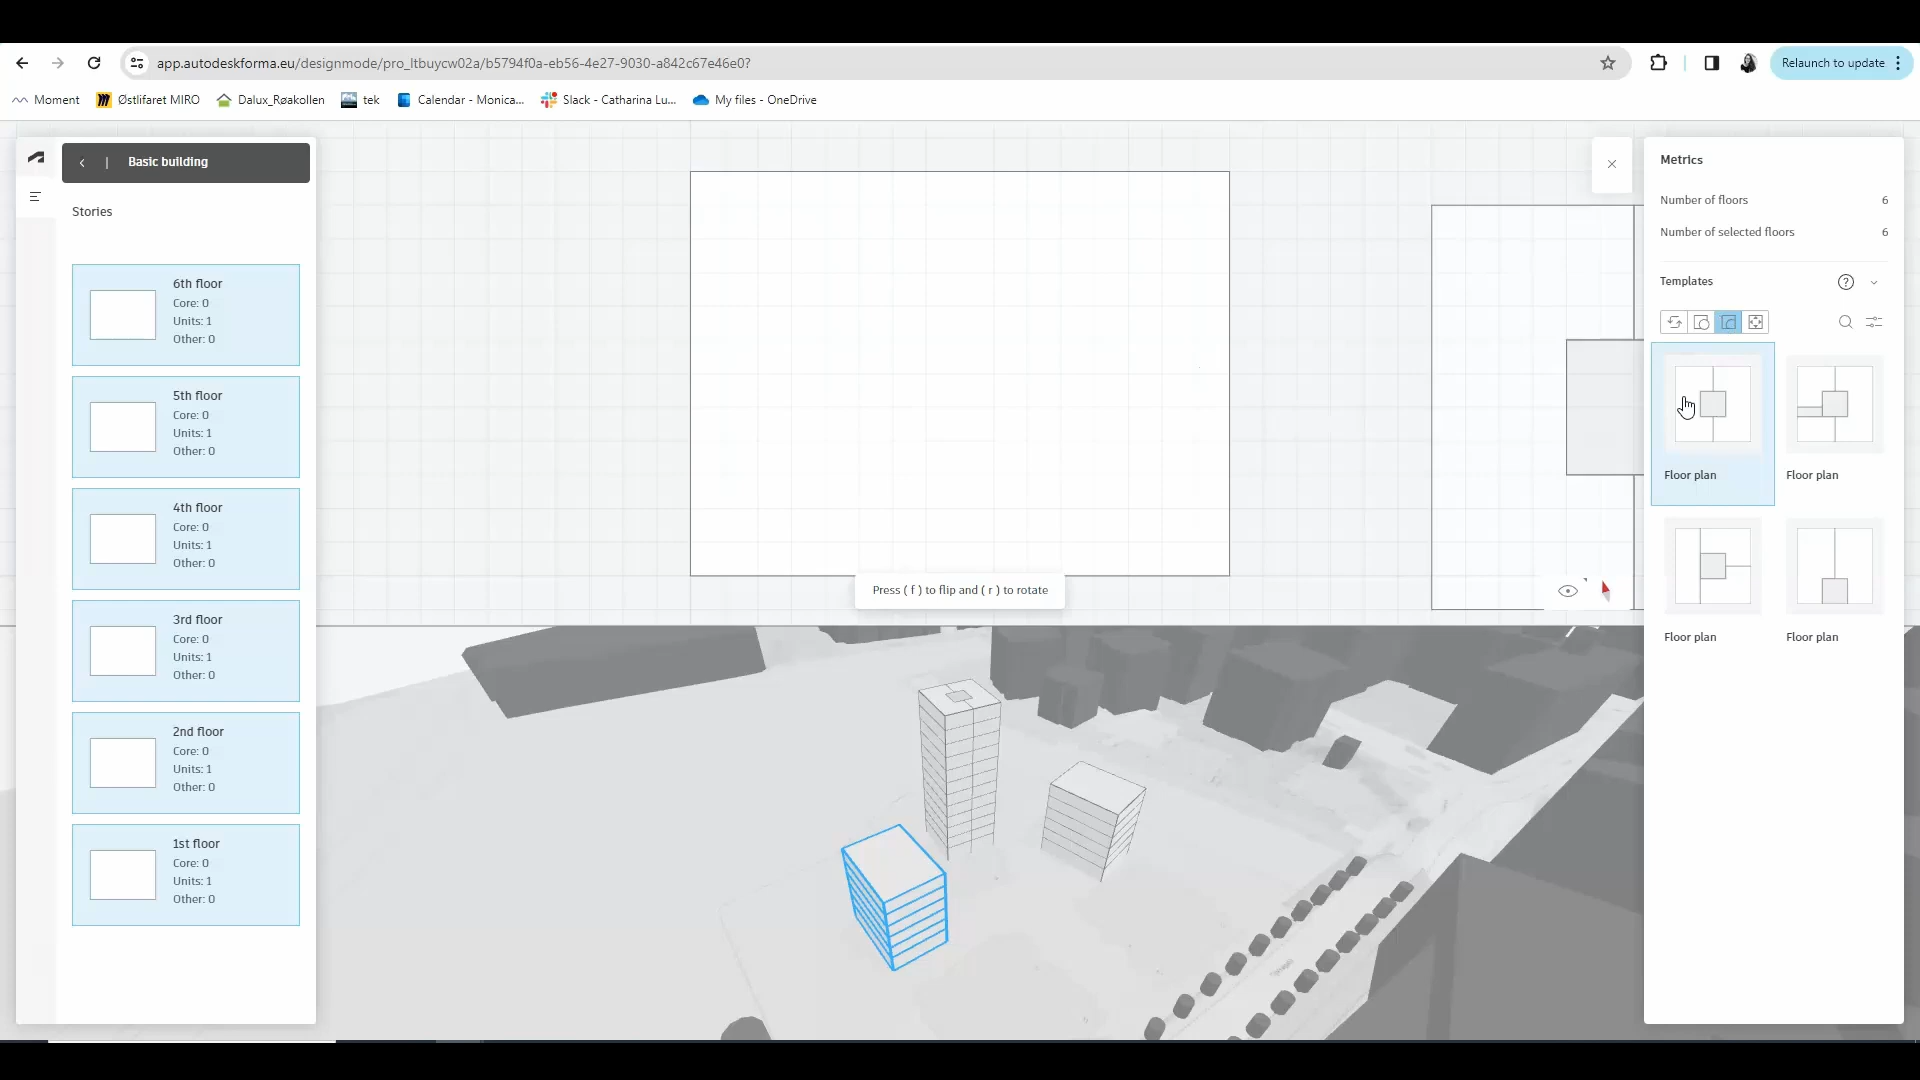 app.autodeskforma.eu/designmode/pro_ltbuycw02a/b5794f0a-eb56-4e27-9030-a842c67e46e0?
Relaunch to update
Moment
Østlifaret MIRO
Dalux_Røakollen
tek
Calendar - Monica...
Slack - Catharina Lu...
My files - OneDrive
Basic building
Stories
6th floor
Core: 0
Units: 1
Other: 0
5th floor
Core: 0
Units: 1
Other: 0
4th floor
Core: 0
Units: 1
Other: 0
3rd floor
Core: 0
Units: 1
Other: 0
2nd floor
Core: 0
Units: 1
Other: 0
1st floor
Core: 0
Units: 1
Other: 0
Press ( f ) to flip and ( r ) to rotate
Metrics
Number of floors 6
Number of selected floors 6
Templates
Floor plan
Floor plan
Floor plan
Floor plan